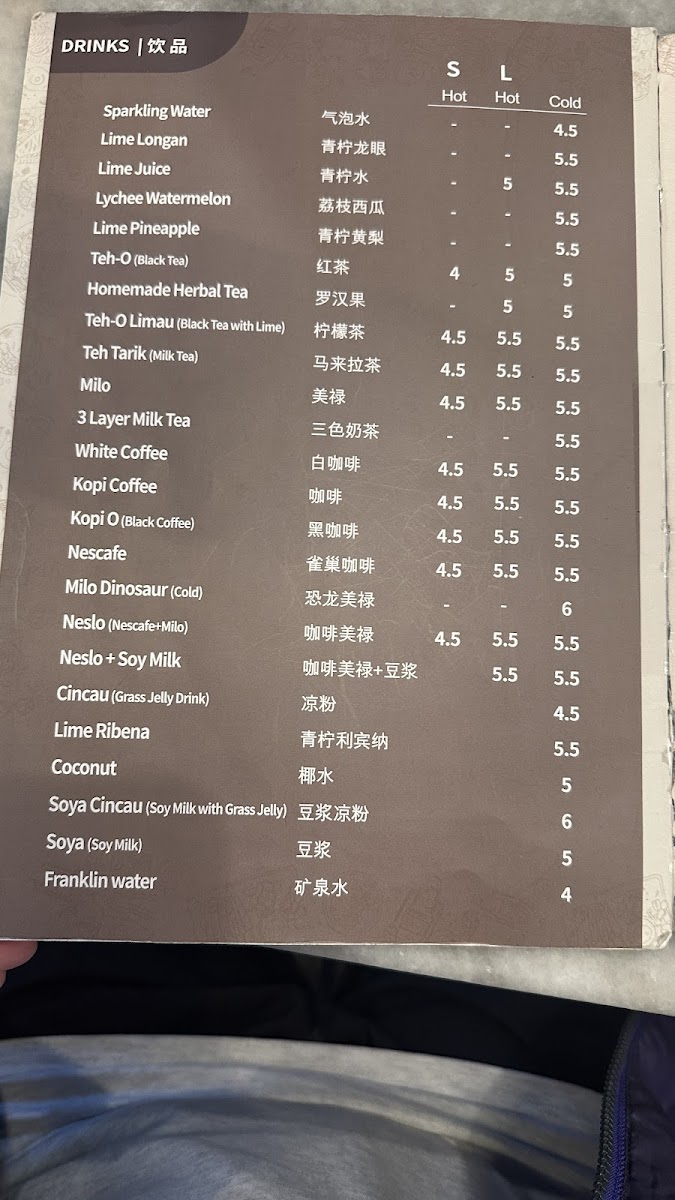 DRINKS | 饮品
S L
Hot Hot Cold
Sparkling Water 气泡水 - - 4.5
Lime Longan 青柠龙眼 - - 5.5
Lime Juice 青柠水 - 5 5.5
Lychee Watermelon 荔枝西瓜 - - 5.5
Lime Pineapple 青柠黄梨 - - 5.5
Teh-O (Black Tea) 红茶 4 5 5
Homemade Herbal Tea 罗汉果 - 5 5
Teh-O Limau (Black Tea with Lime) 柠檬茶 4.5 5.5 5.5
Teh Tarik (Milk Tea) 马来拉茶 4.5 5.5 5.5
Milo 美禄 4.5 5.5 5.5
3 Layer Milk Tea 三色奶茶 - - 5.5
White Coffee 白咖啡 4.5 5.5 5.5
Kopi Coffee 咖啡 4.5 5.5 5.5
Kopi O (Black Coffee) 黑咖啡 4.5 5.5 5.5
Nescafe 雀巢咖啡 4.5 5.5 5.5
Milo Dinosaur (Cold) 恐龙美禄 - - 6
Neslo (Nescafe+Milo) 咖啡美禄 4.5 5.5 5.5
Neslo + Soy Milk 咖啡美禄+豆浆 5.5 5.5
Cincau (Grass Jelly Drink) 凉粉 4.5
Lime Ribena 青柠利宾纳 5.5
Coconut 椰水 5
Soya Cincau (Soy Milk with Grass Jelly) 豆浆凉粉 6
Soya (Soy Milk) 豆浆 5
Franklin water 矿泉水 4